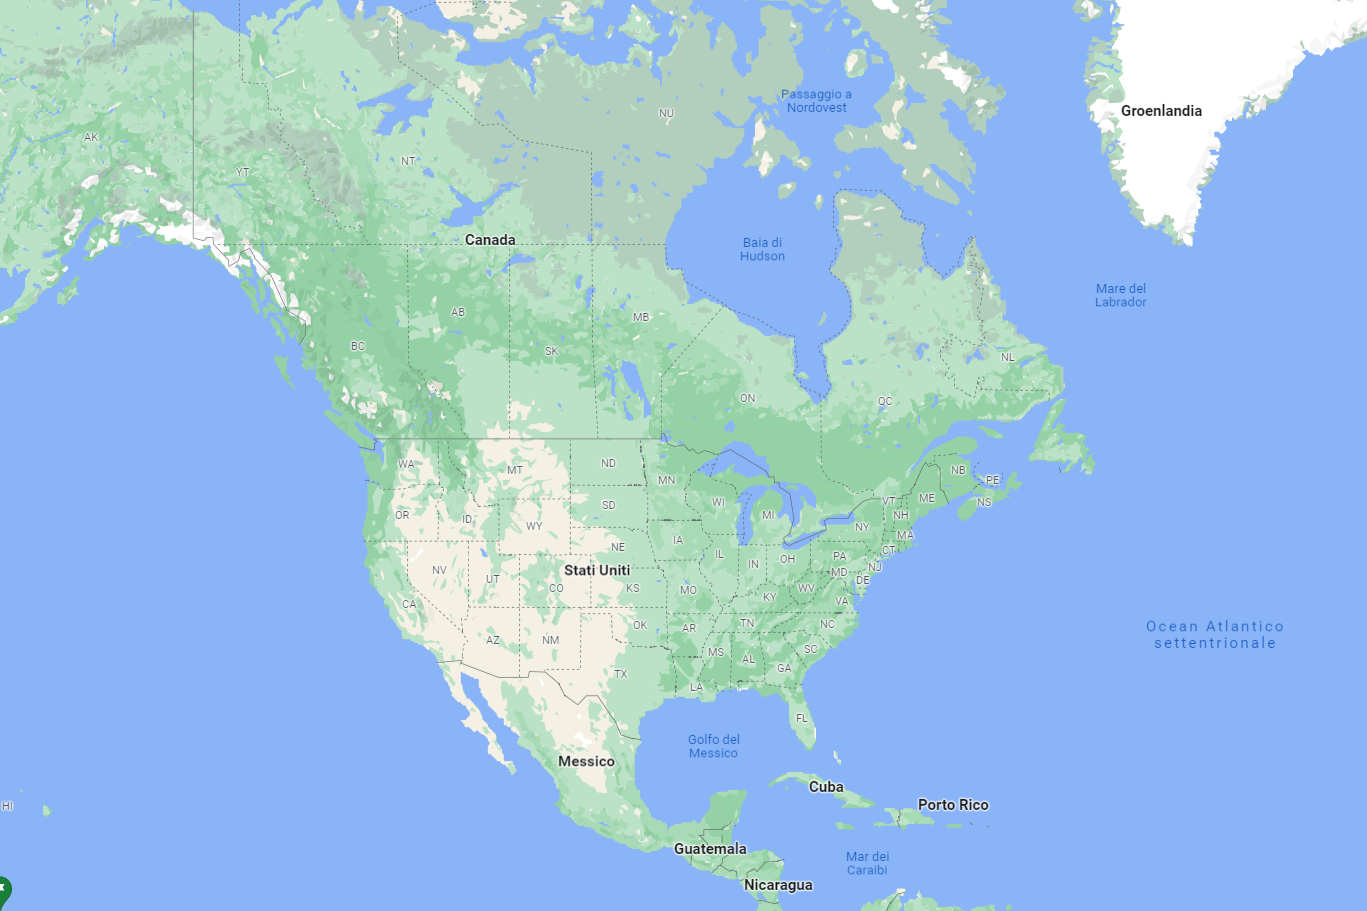 Passaggio a
Nordovest
Groenlandia
NU
AK
NT
YT
Canada
Baia di
Hudson
Mare del
Labrador
AB
MB
BC
SK
NL
ON
QC
WA
MT
ND
NB
MN
PE
OR
ID
WY
SD
WI
MI
VT
ME
NS
NH
NY
MA
IA
NE
IL
IN
OH
PA
CT
NV
UT
Stati Uniti
CO
KS
MO
KY
WV
MD
DE
NJ
CA
VA
AZ
NM
OK
AR
TN
NC
Ocean Atlantico
settentrionale
TX
MS
AL
GA
SC
LA
FL
Golfo del
Messico
Messico
Cuba
Porto Rico
HI
Guatemala
Mar dei
Caraibi
Nicaragua